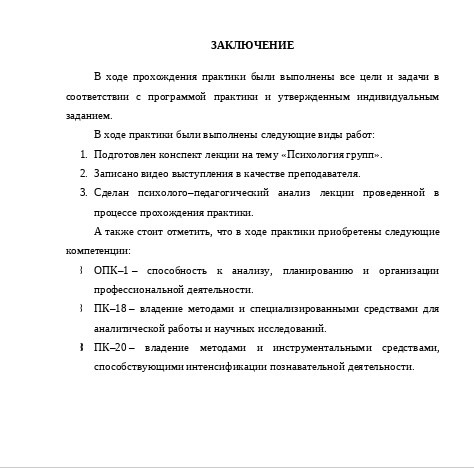 ЗАКЛЮЧЕНИЕ
В ходе прохождения практики были выполнены все цели и задачи в
соответствии с программой практики и утвержденным индивидуальным
заданием.
В ходе практики были выполнены следующие виды работ:
1. Подготовлен конспект лекции на тему «Психология групп».
2. Записано видео выступления в качестве преподавателя.
3. Сделан психолого–педагогический анализ лекции проведенной в
процессе прохождения практики.
А также стоит отметить, что в ходе практики приобретены следующие
компетенции:
ОПК–1 – способность к анализу, планированию и организации
профессиональной деятельности.
ПК–18 – владение методами и специализированными средствами для
аналитической работы и научных исследований.
ПК–20 – владение методами и инструментальными средствами,
способствующими интенсификации познавательной деятельности.